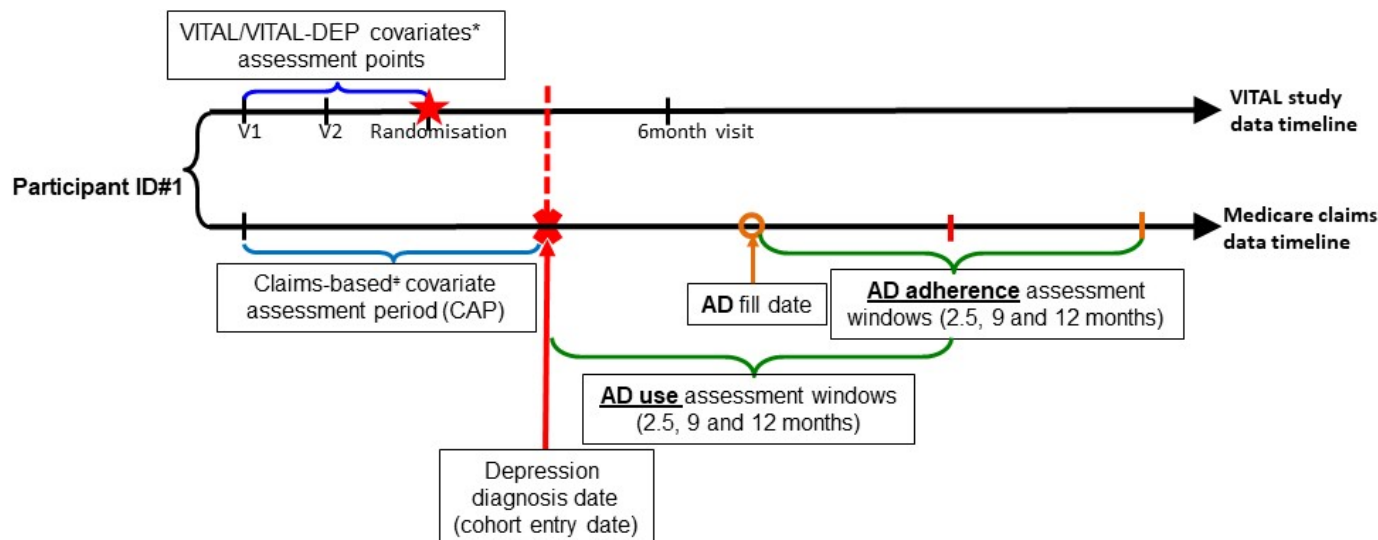 VITAL/VITAL-DEP covariates*
assessment points
V1
V2
Randomisation
6month visit
VITAL study
data timeline
Participant ID#1
Medicare claims
data timeline
Claims-based‡ covariate
assessment period (CAP)
AD fill date
AD adherence assessment
windows (2.5, 9 and 12 months)
AD use assessment windows
(2.5, 9 and 12 months)
Depression
diagnosis date
(cohort entry date)